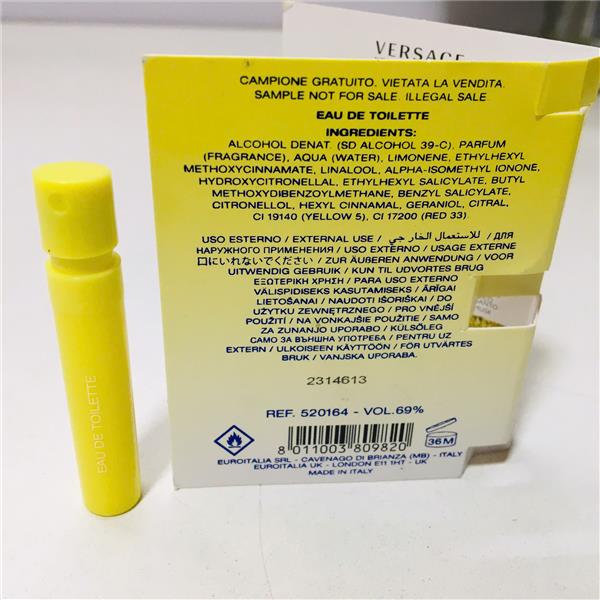 VERSACE
CAMPIONE GRATUITO. VIETATA LA VENDITA.
SAMPLE NOT FOR SALE. ILLEGAL SALE.
EAU DE TOILETTE
INGREDIENTS:
ALCOHOL DENAT. (SD ALCOHOL 39-C), PARFUM
(FRAGRANCE), AQUA (WATER), LIMONENE, ETHYLHEXYL
METHOXYCINNAMATE, LINALOOL, ALPHA-ISOMETHYL IONONE,
HYDROXYCITRONELLAL, ETHYLHEXYL SALICYLATE, BUTYL
METHOXYDIBENZOYLMETHANE, BENZYL SALICYLATE,
CITRONELLOL, HEXYL CINNAMAL, GERANIOL, CITRAL,
CI 19140 (YELLOW 5), CI 17200 (RED 33).
USO ESTERNO / EXTERNAL USE / للاستعمال الخارجي / ДЛЯ
НАРУЖНОГО ПРИМЕНЕНИЯ / USO EXTERNO / USAGE EXTERNE
口にいれないでください / ZUR ÄUßEREN ANWENDUNG / VOOR
UITWENDIG GEBRUIK / KUN TIL UDVORTES BRUG
ΕΞΩΤΕΡΙΚΗ ΧΡΗΣΗ / PARA USO EXTERNO
VÄLISPIDISEKS KASUTAMISEKS / ĀRĪGAI
LIETOŠANAI / NAUDOTI IŠORIŠKAI / DO
UŻYTKU ZEWNĘTRZNEGO / PRO VNĚJŠÍ
POUŽITÍ / NA VONKAJŠIE POUŽITIE / SAMO
ZA ZUNANJO UPORABO / KÜLSŐLEG
САМО ЗА ВЪНШНА УПОТРЕБА / PENTRU UZ
EXTERN / ULKOISEEN KÄYTTÖÖN / FÖR UTVÄRTES
BRUK / VANJSKA UPORABA.
2314613
REF. 520164 - VOL.69%
8 011003 809820
36M
EUROITALIA SRL - CAVENAGO DI BRIANZA (MB) - ITALY
EUROITALIA UK - LONDON E11 1HT - UK
MADE IN ITALY
EAU DE TOILETTE